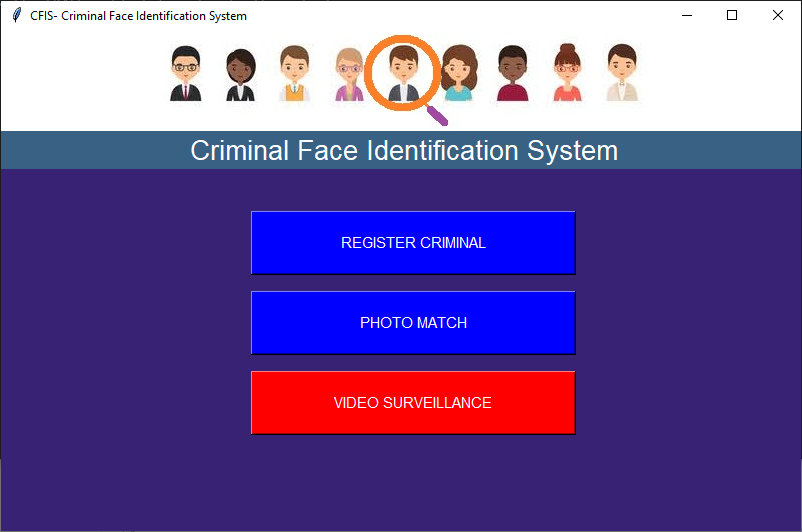 CFIS- Criminal Face Identification System
Criminal Face Identification System
REGISTER CRIMINAL
PHOTO MATCH
VIDEO SURVEILLANCE